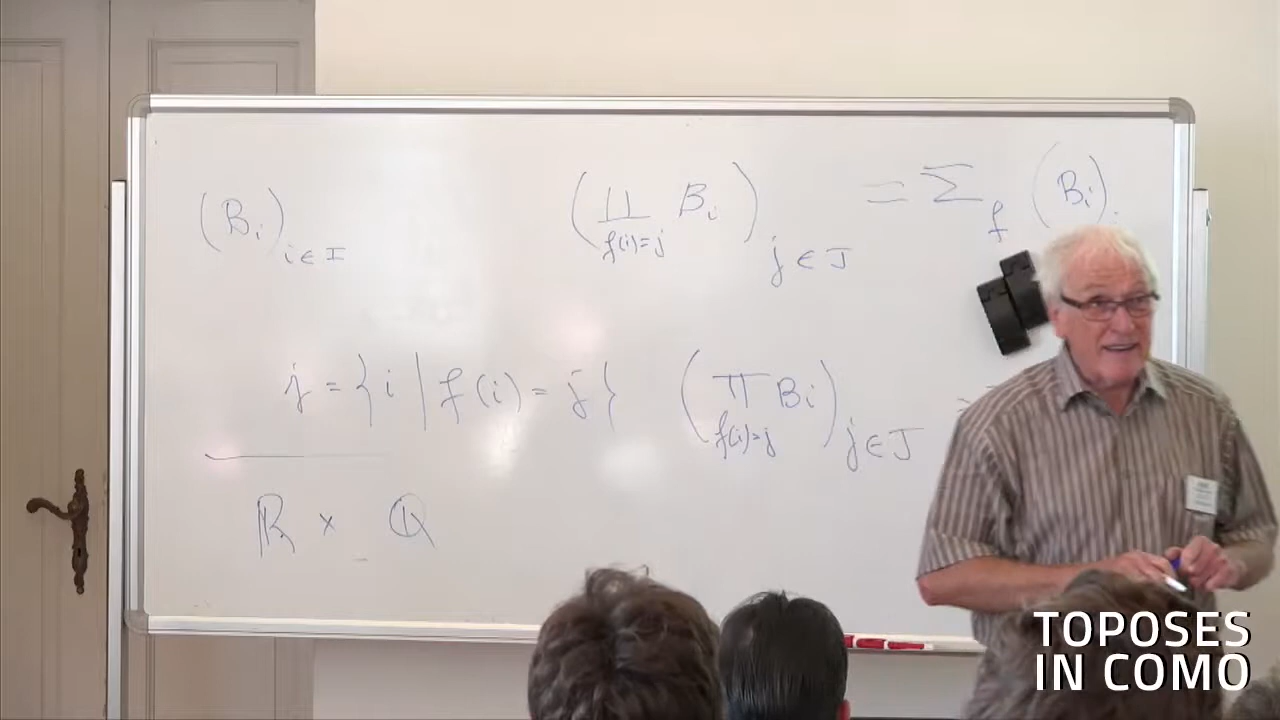 (B_i)_{i ∈ I} (∐_{f(i)=j} B_i)_{j ∈ J} = Σ_f (B_i)
j = {i | f(i) = j} (∏_{f(i)=j} B_i)_{j ∈ J}
ℝ × ℚ
TOPOSES
IN COMO